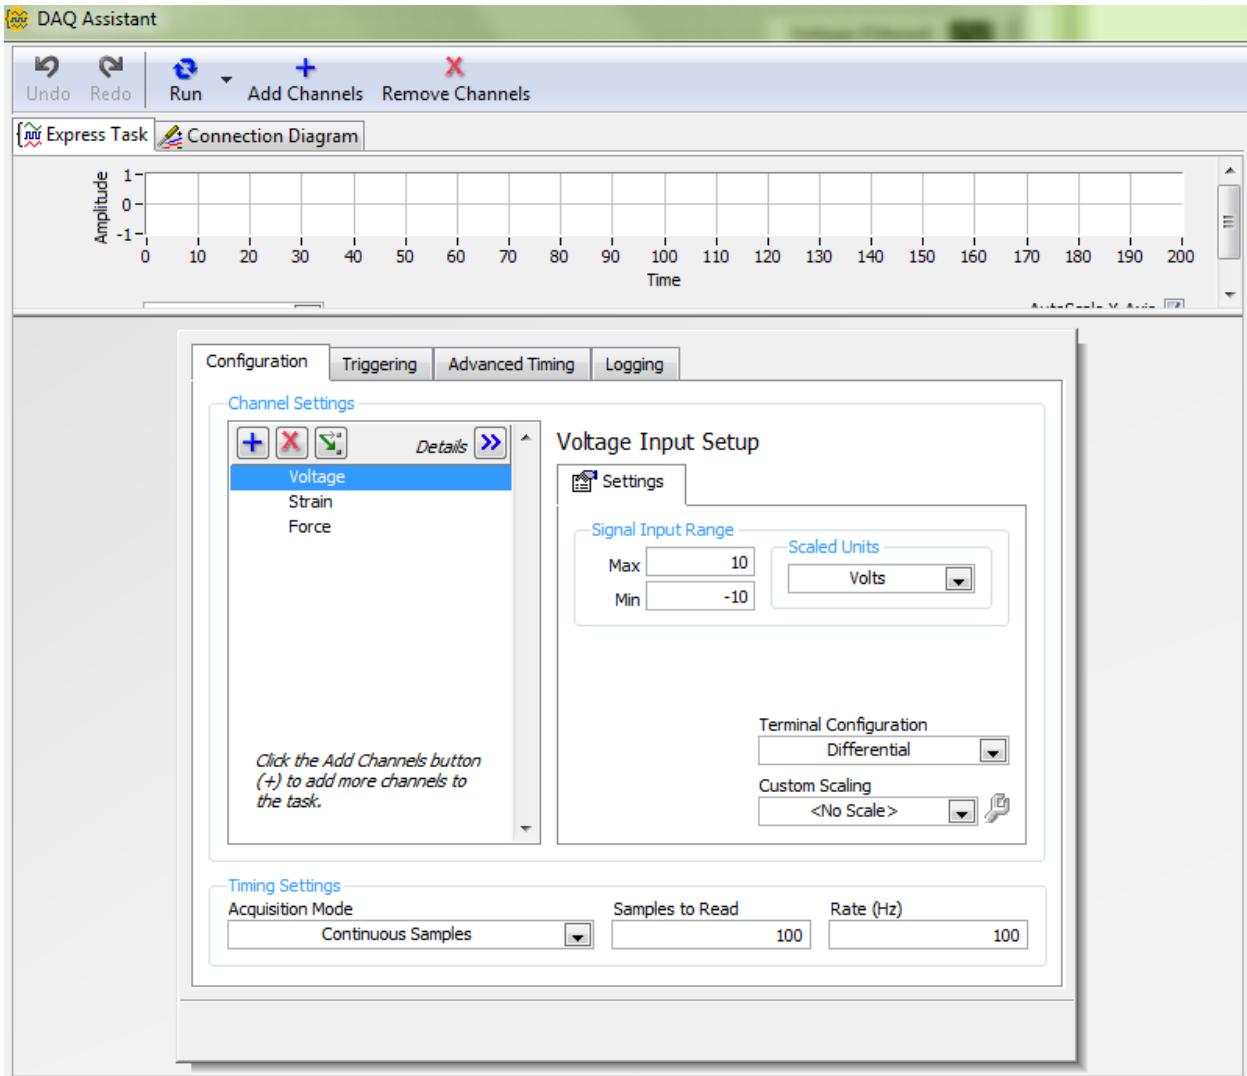 DAQ Assistant
Undo Redo Run Add Channels Remove Channels
Express Task Connection Diagram
Amplitude
1
0
-1
0 10 20 30 40 50 60 70 80 90 100 110 120 130 140 150 160 170 180 190 200
Time
AutoScale X-Axis
Configuration Triggering Advanced Timing Logging
Channel Settings
Details
Voltage
Strain
Force
Click the Add Channels button
(+) to add more channels to
the task.
Voltage Input Setup
Settings
Signal Input Range
Max 10
Min -10
Scaled Units
Volts
Terminal Configuration
Differential
Custom Scaling
<No Scale>
Timing Settings
Acquisition Mode Samples to Read Rate (Hz)
Continuous Samples 100 100